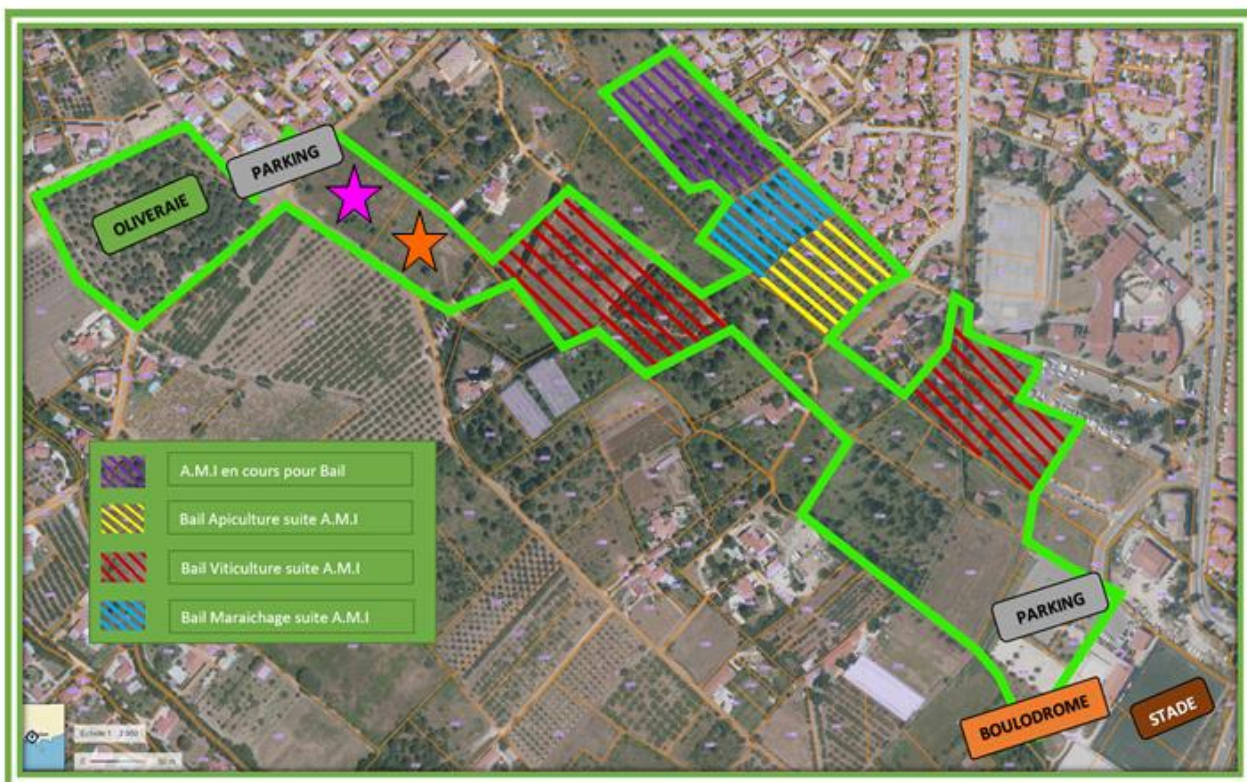 PARKING
OLIVERAIE
A.M.I en cours pour Bail
Bail Apiculture suite A.M.I
Bail Viticulture suite A.M.I
Bail Maraichage suite A.M.I
PARKING
BOULODROME
STADE